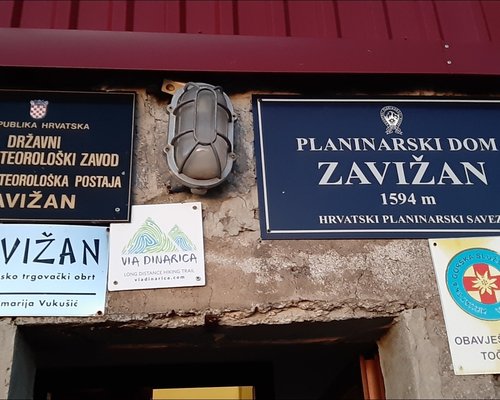 PUBLIKA HRVATSKA
DRŽAVNI
TEOROLOŠKI ZAVOD
TEOROLOŠKA POSTAJA
AVIŽAN
PLANINARSKI DOM
ZAVIŽAN
1594 m
HRVATSKI PLANINARSKI SAVEZ
VIŽAN
sko trgovački obrt
marija Vukušić
VIA DINARICA
LONG DISTANCE HIKING TRAIL
viadinarica.com
OBAVJEŠ
TOČ